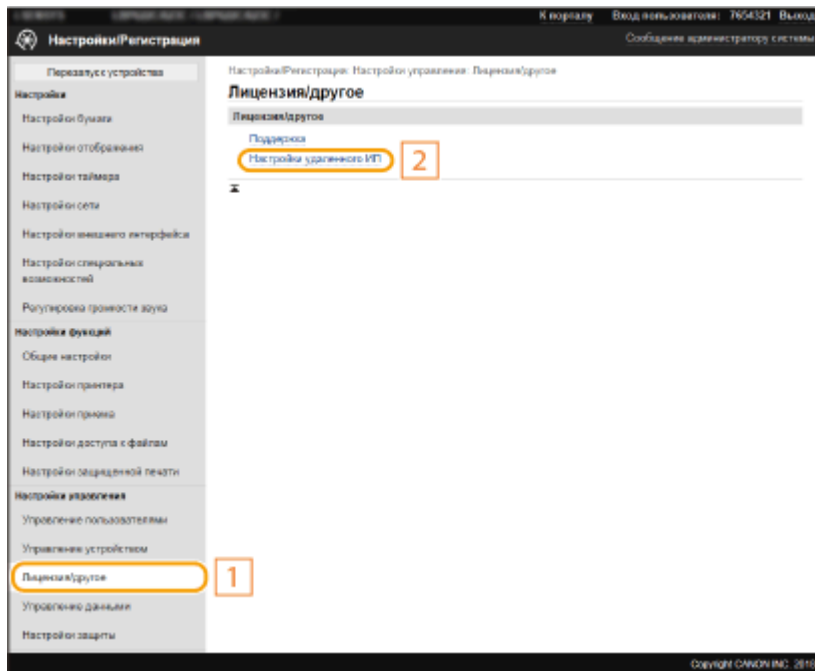 К порталу Вход пользователя: 7654321 Выход
Настройки/Регистрация
Сообщение администратору системы
Перезапуск устройства
Настройки
Настройки бумаги
Настройки отображения
Настройки таймера
Настройки сети
Настройки внешнего интерфейса
Настройки специальных
возможностей
Регулировка громкости звука
Настройки функций
Общие настройки
Настройки принтера
Настройки приема
Настройки доступа к файлам
Настройки защищенной печати
Настройки управления
Управление пользователями
Управление устройством
Лицензия/другое
1
Управление данными
Настройки защиты
Настройки/Регистрация: Настройки управления: Лицензия/другое
Лицензия/другое
Лицензия/другое
Поддержка
Настройки удаленного ИП
2
Copyright CANON INC. 2018